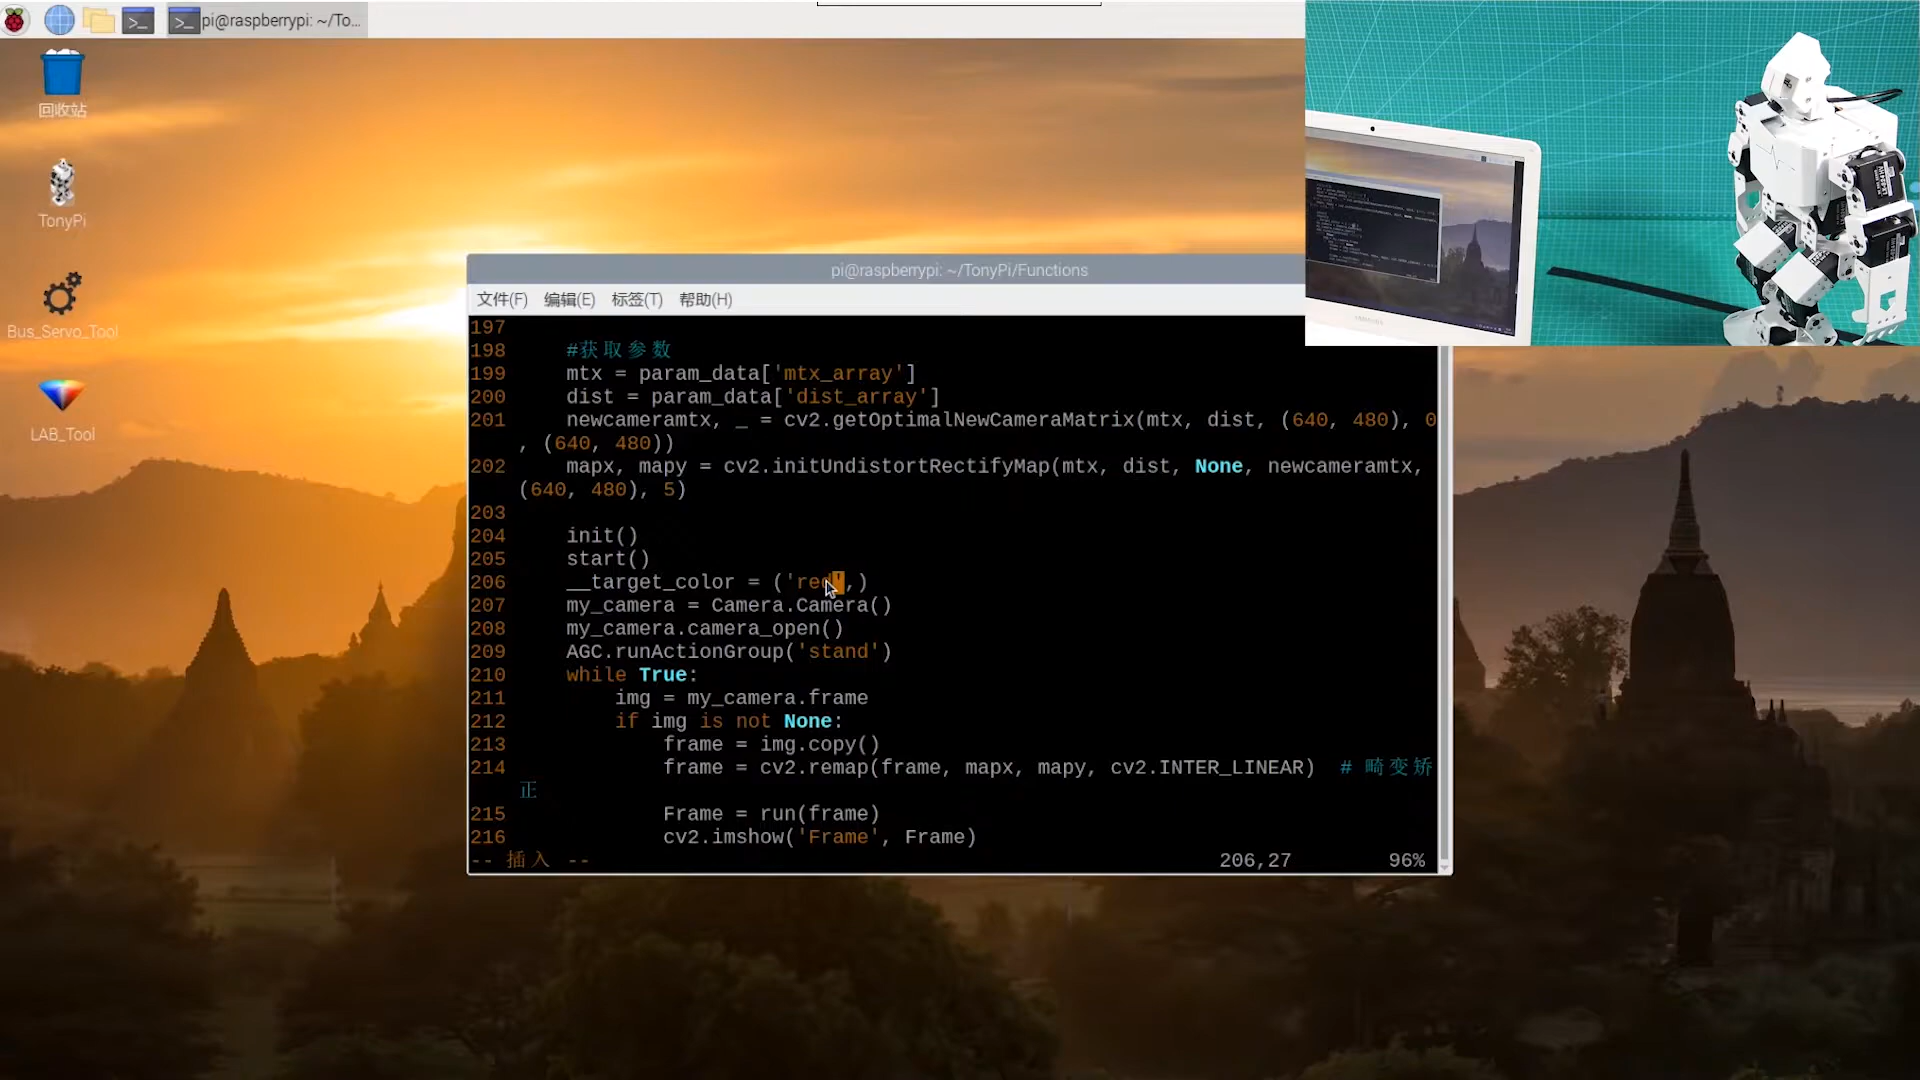 pi@raspberrypi: ~/To...
回收站
TonyPi
Bus_Servo_Tool
LAB_Tool
pi@raspberrypi: ~/TonyPi/Functions
文件(F) 编辑(E) 标签(T) 帮助(H)
197
198 #获取参数
199 mtx = param_data['mtx_array']
200 dist = param_data['dist_array']
201 newcameramtx, _ = cv2.getOptimalNewCameraMatrix(mtx, dist, (640, 480), 0
, (640, 480))
202 mapx, mapy = cv2.initUndistortRectifyMap(mtx, dist, None, newcameramtx,
(640, 480), 5)
203
204 init()
205 start()
206 __target_color = ('red',)
207 my_camera = Camera.Camera()
208 my_camera.camera_open()
209 AGC.runActionGroup('stand')
210 while True:
211 img = my_camera.frame
212 if img is not None:
213 frame = img.copy()
214 frame = cv2.remap(frame, mapx, mapy, cv2.INTER_LINEAR) # 畸变矫
正
215 Frame = run(frame)
216 cv2.imshow('Frame', Frame)
-- 插入 -- 206,27 96%